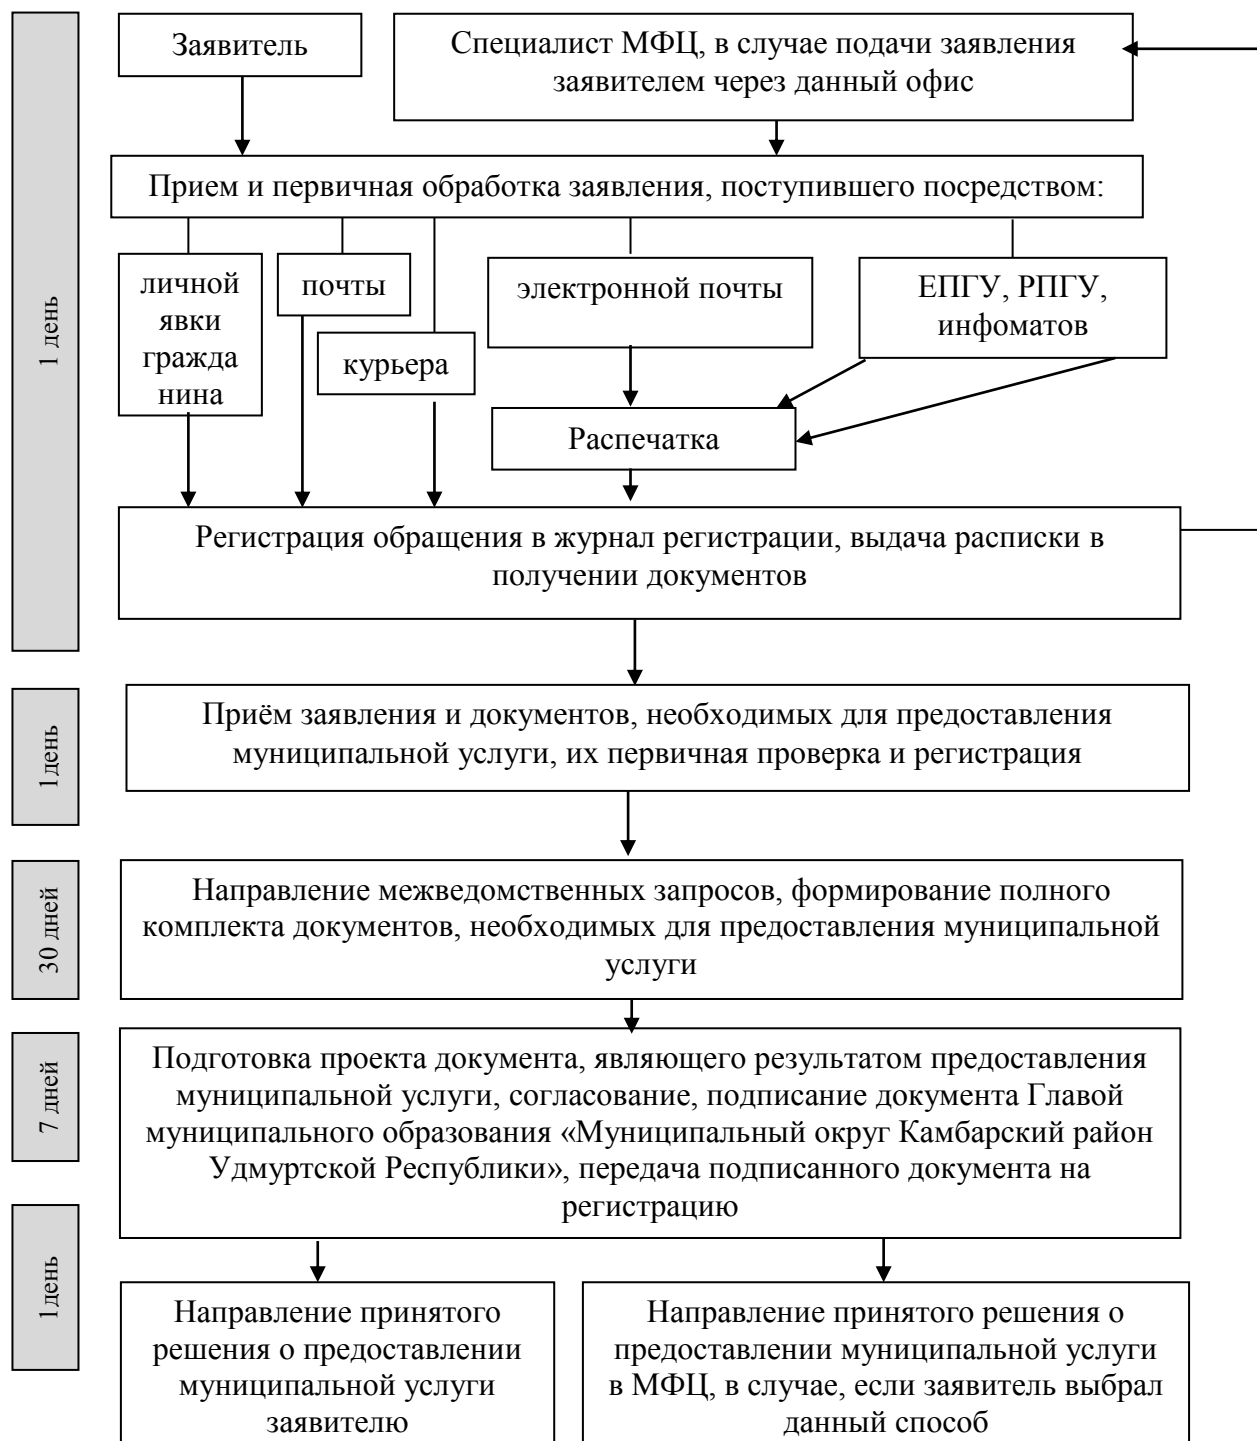 Заявитель
Специалист МФЦ, в случае подачи заявления
заявителем через данный офис
Прием и первичная обработка заявления, поступившего посредством:
1 день
личной
явки
гражда
нина
почты
курьера
электронной почты
ЕПГУ, РПГУ,
инфоматов
Распечатка
Регистрация обращения в журнал регистрации, выдача расписки в
получении документов
1день
Приём заявления и документов, необходимых для предоставления
муниципальной услуги, их первичная проверка и регистрация
30 дней
Направление межведомственных запросов, формирование полного
комплекта документов, необходимых для предоставления муниципальной
услуги
7 дней
Подготовка проекта документа, являющего результатом предоставления
муниципальной услуги, согласование, подписание документа Главой
муниципального образования «Муниципальный округ Камбарский район
Удмуртской Республики», передача подписанного документа на
регистрацию
1день
Направление принятого
решения о предоставлении
муниципальной услуги
заявителю
Направление принятого решения о
предоставлении муниципальной услуги
в МФЦ, в случае, если заявитель выбрал
данный способ